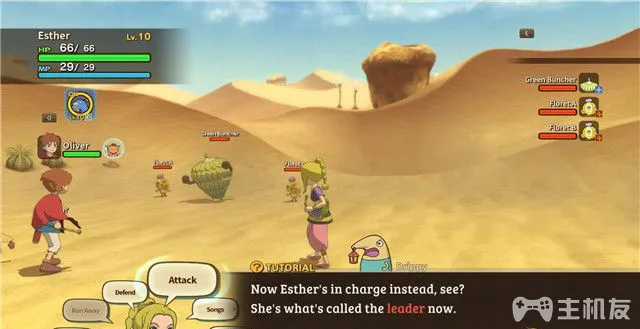 Esther Lv.10
HP 66/ 66
MP 29/ 29
E
Green Buncher
Floret A
Floret B
Q
Oliver
Green Buncher
Floret A
TUTORIAL
Drippy
Attack
Defend
Songs
Run Away
Now Esther's in charge instead, see?
She's what's called the leader now.
主机友